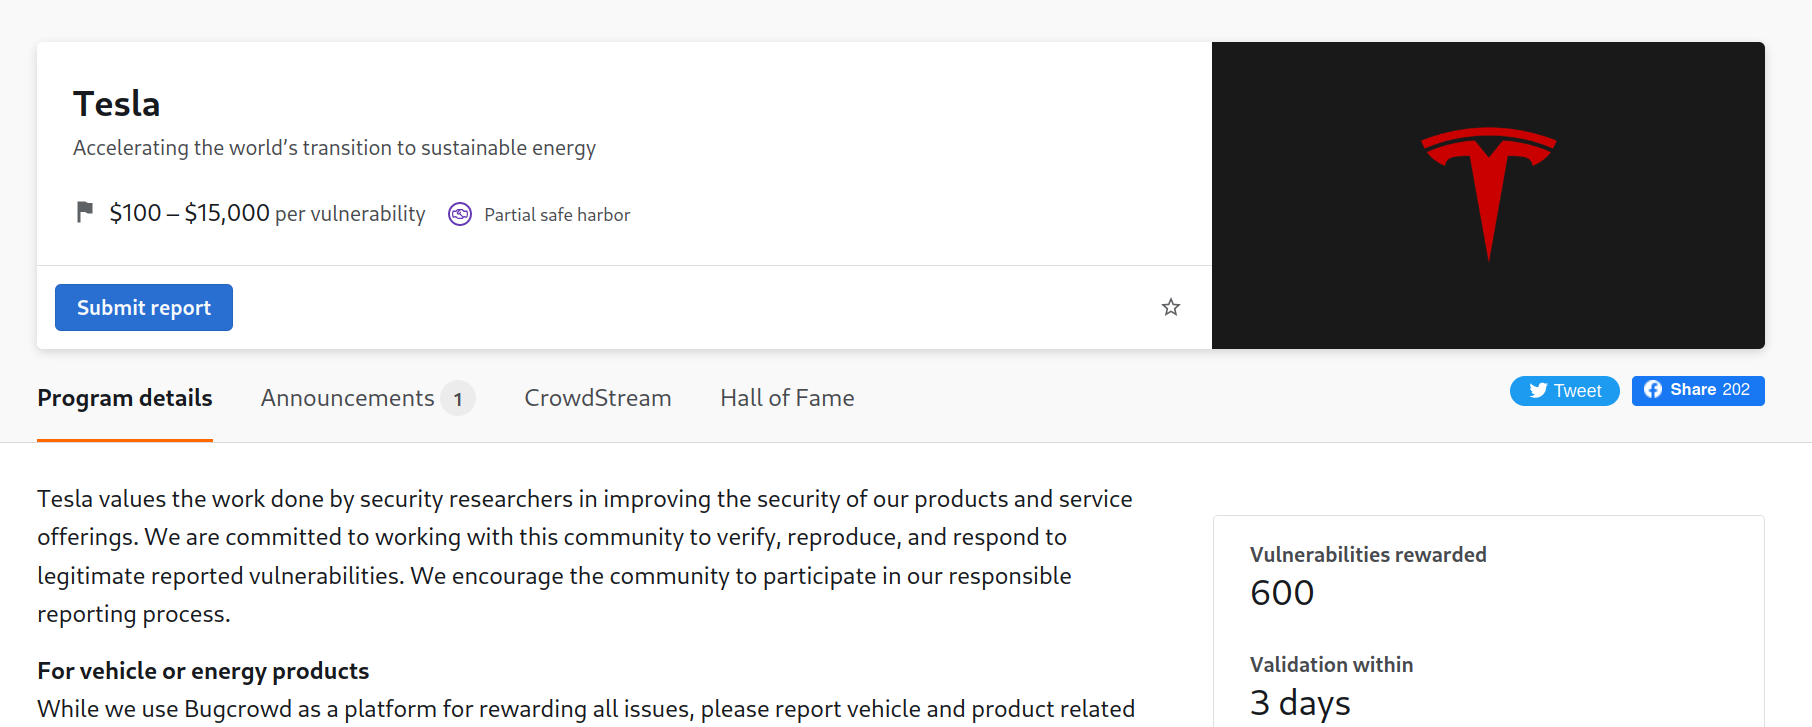 Tesla
Accelerating the world’s transition to sustainable energy
$100 – $15,000 per vulnerability Partial safe harbor
Submit report
Program details Announcements 1 CrowdStream Hall of Fame Tweet Share 202
Tesla values the work done by security researchers in improving the security of our products and service
offerings. We are committed to working with this community to verify, reproduce, and respond to
legitimate reported vulnerabilities. We encourage the community to participate in our responsible
reporting process.
For vehicle or energy products
While we use Bugcrowd as a platform for rewarding all issues, please report vehicle and product related
Vulnerabilities rewarded
600
Validation within
3 days